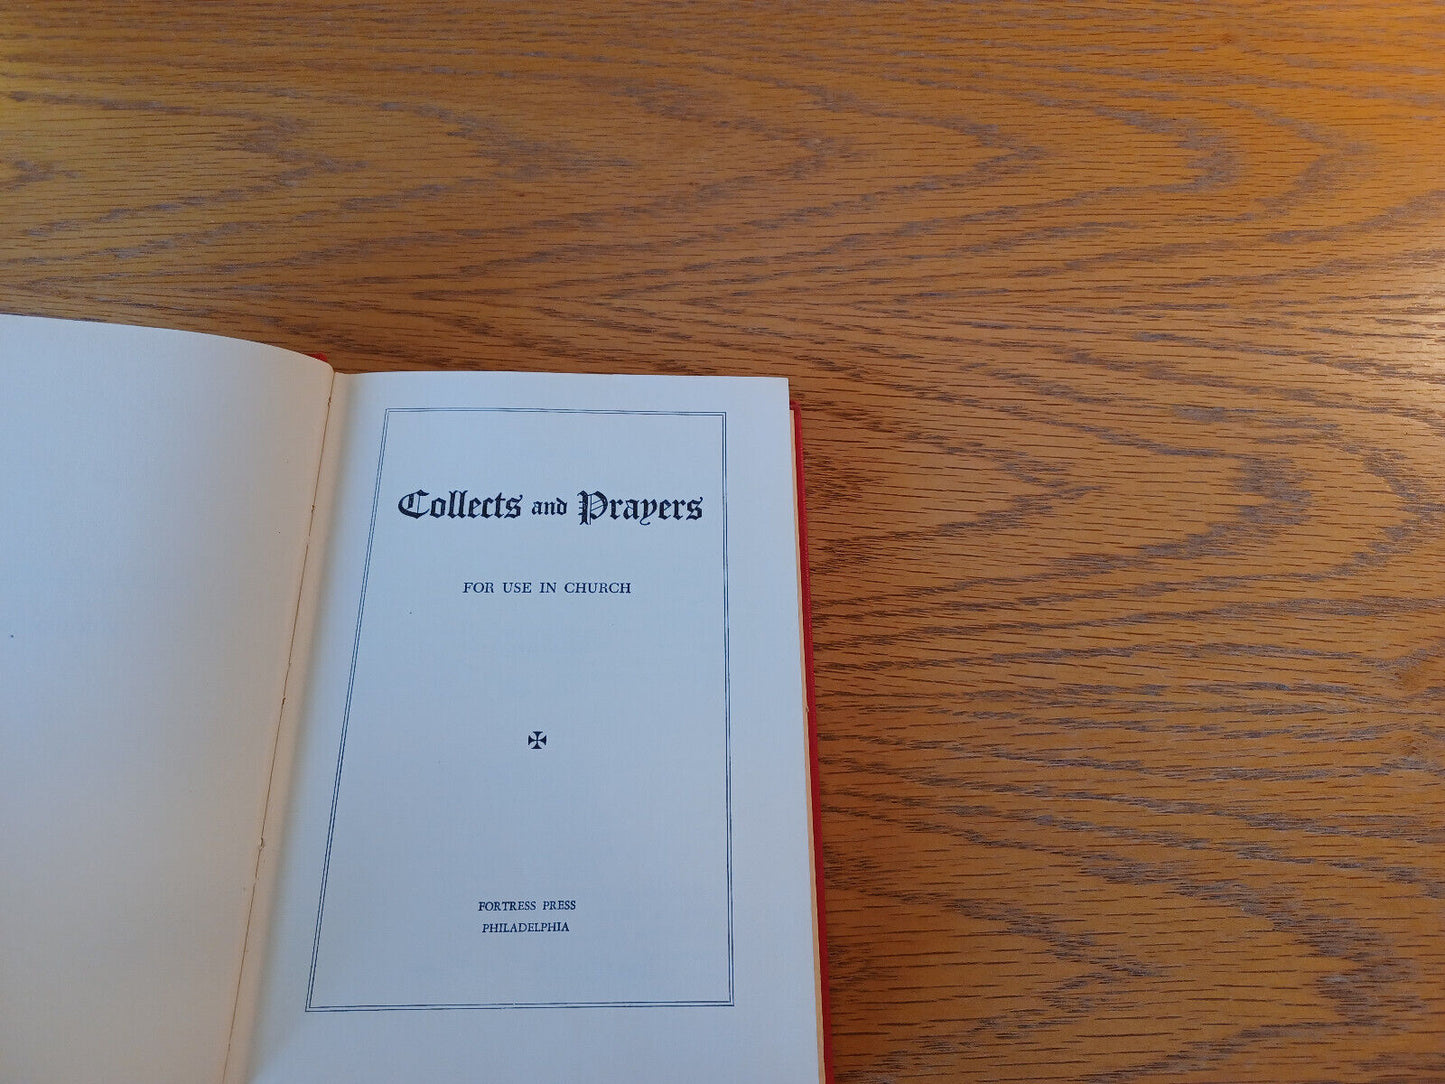 Collects and Prayers
FOR USE IN CHURCH
FORTRESS PRESS
PHILADELPHIA